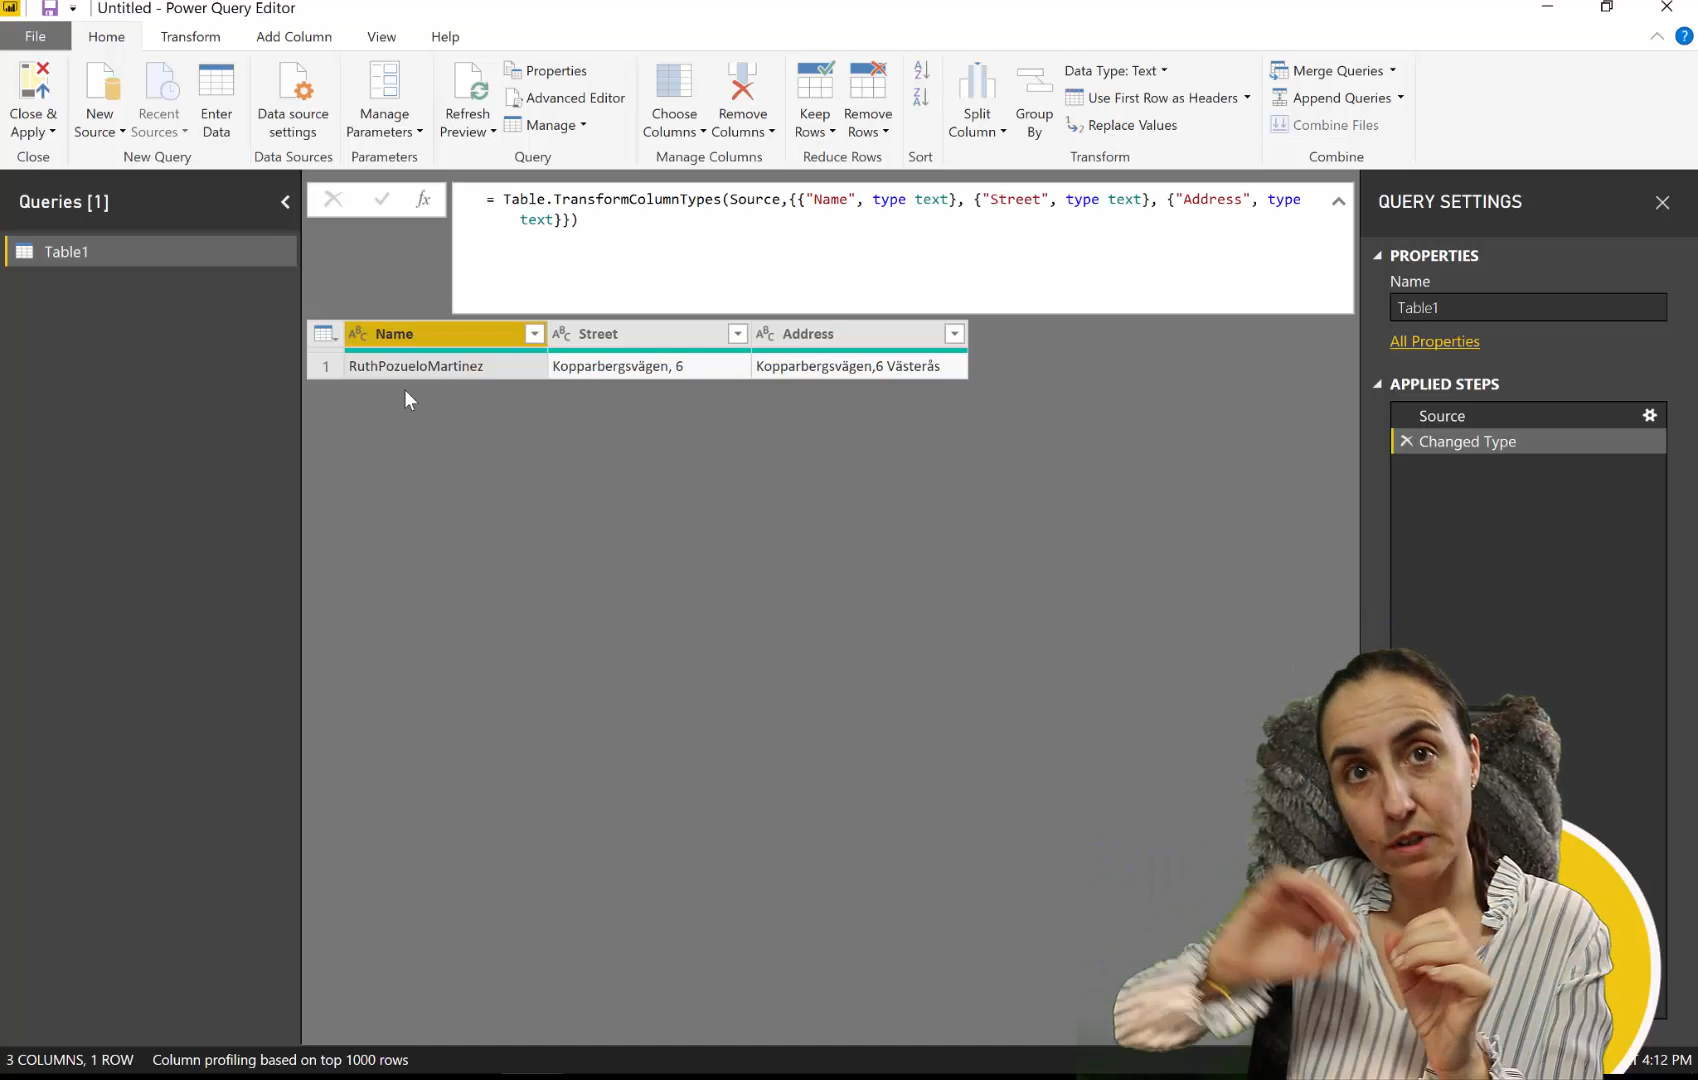 Untitled - Power Query Editor
File Home Transform Add Column View Help
Close & Apply
New Source
Recent Sources
Enter Data
Data source settings
Manage Parameters
Refresh Preview
Properties
Advanced Editor
Manage
Choose Columns
Remove Columns
Keep Rows
Remove Rows
Split Column
Group By
Data Type: Text
Use First Row as Headers
Replace Values
Merge Queries
Append Queries
Combine Files
Close New Query Data Sources Parameters Query Manage Columns Reduce Rows Sort Transform Combine
Queries [1]
Table1
fx
= Table.TransformColumnTypes(Source,{{"Name", type text}, {"Street", type text}, {"Address", type
text}})
Name Street Address
1 RuthPozueloMartinez Kopparbergsvägen, 6 Kopparbergsvägen,6 Västerås
QUERY SETTINGS
PROPERTIES
Name
Table1
All Properties
APPLIED STEPS
Source
Changed Type
3 COLUMNS, 1 ROW Column profiling based on top 1000 rows
4:12 PM